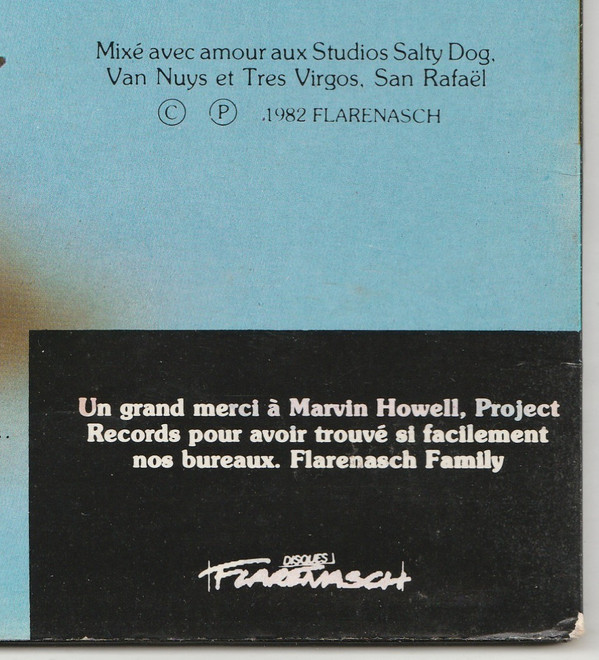 Mixé avec amour aux Studios Salty Dog,
Van Nuys et Tres Virgos, San Rafaël
Ⓒ Ⓟ .1982 FLARENASCH
Un grand merci à Marvin Howell, Project
Records pour avoir trouvé si facilement
nos bureaux. Flarenasch Family
DISQUES
FLARENASCH